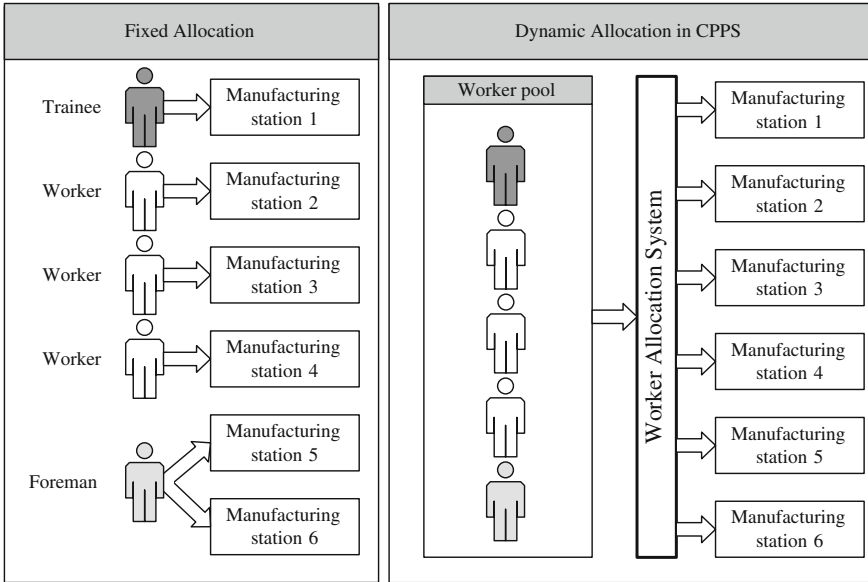 Fixed Allocation
Trainee
Manufacturing
station 1
Worker
Manufacturing
station 2
Worker
Manufacturing
station 3
Worker
Manufacturing
station 4
Foreman
Manufacturing
station 5
Manufacturing
station 6
Dynamic Allocation in CPPS
Worker pool
Worker Allocation System
Manufacturing
station 1
Manufacturing
station 2
Manufacturing
station 3
Manufacturing
station 4
Manufacturing
station 5
Manufacturing
station 6